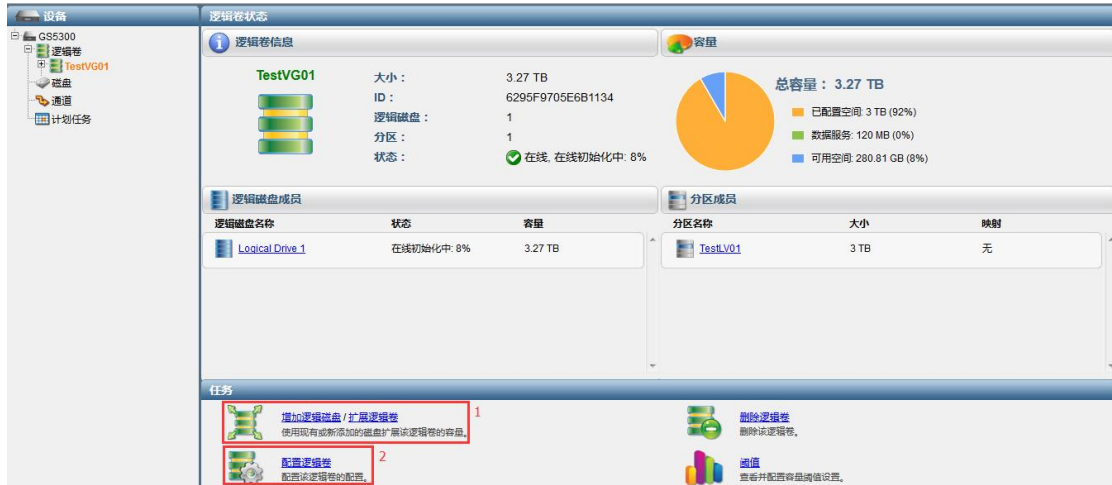 设备
GS5300
逻辑卷
TestVG01
磁盘
通道
计划任务
逻辑卷状态
逻辑卷信息
TestVG01
大小： 3.27 TB
ID： 6295F9705E6B1134
逻辑磁盘： 1
分区： 1
状态： 在线, 在线初始化中: 8%
容量
总容量： 3.27 TB
已配置空间: 3 TB (92%)
数据服务: 120 MB (0%)
可用空间: 280.81 GB (8%)
逻辑磁盘成员
逻辑磁盘名称 状态 容量
Logical Drive 1 在线初始化中: 8% 3.27 TB
分区成员
分区名称 大小 映射
TestLV01 3 TB 无
任务
增加逻辑磁盘 / 扩展逻辑卷 1
使用现有或新添加的磁盘扩展该逻辑卷的容量。
删除逻辑卷
删除该逻辑卷。
配置逻辑卷 2
配置该逻辑卷的配置。
阈值
查看并配置容量阈值设置。